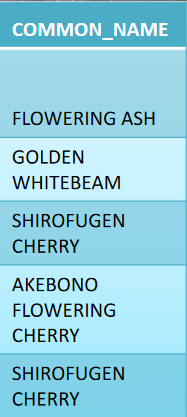 COMMON_NAME
FLOWERING ASH
GOLDEN
WHITEBEAM
SHIROFUGEN
CHERRY
AKEBONO
FLOWERING
CHERRY
SHIROFUGEN
CHERRY